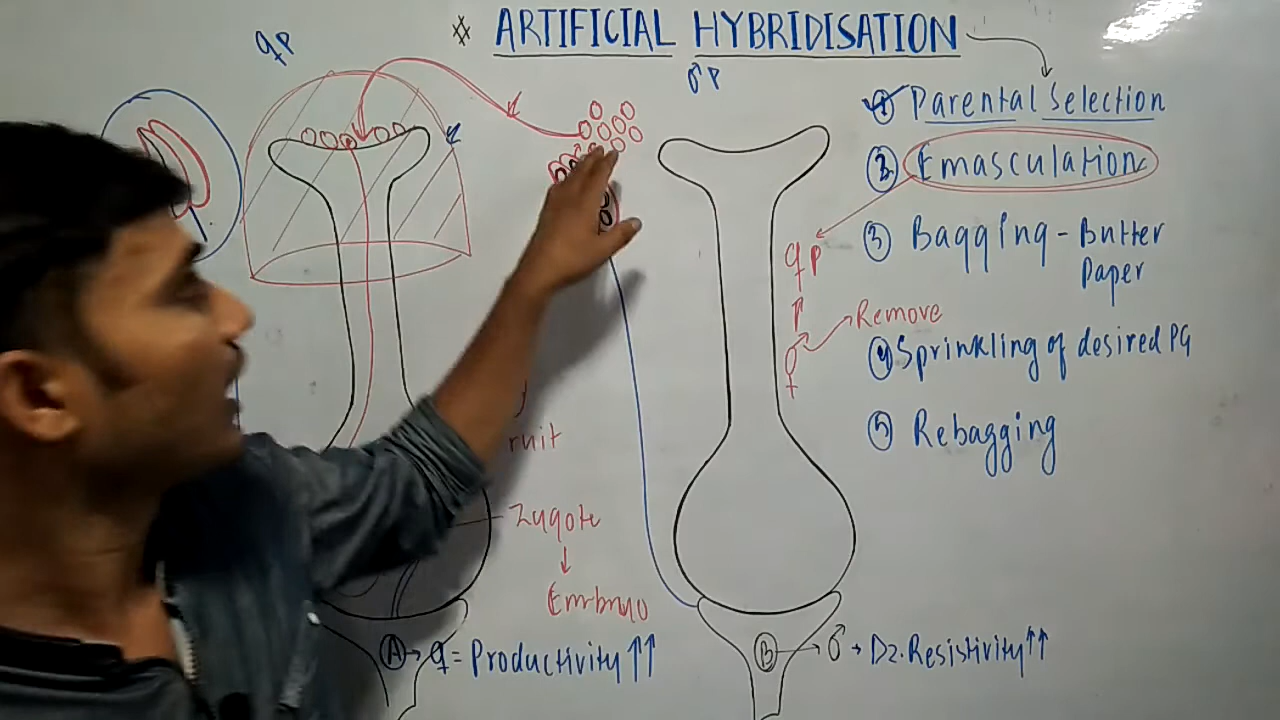 * ARTIFICIAL HYBRIDISATION
♀P
♂P
① Parental Selection
② Emasculation
③ Bagging - Butter
Paper
♀P
Remove
④ Sprinkling of desired PG
⑤ Rebagging
ruit
Zygote
↓
Embryo
Ⓐ→♀= Productivity ↑↑
Ⓑ→♂→ Dz. Resistivity ↑↑